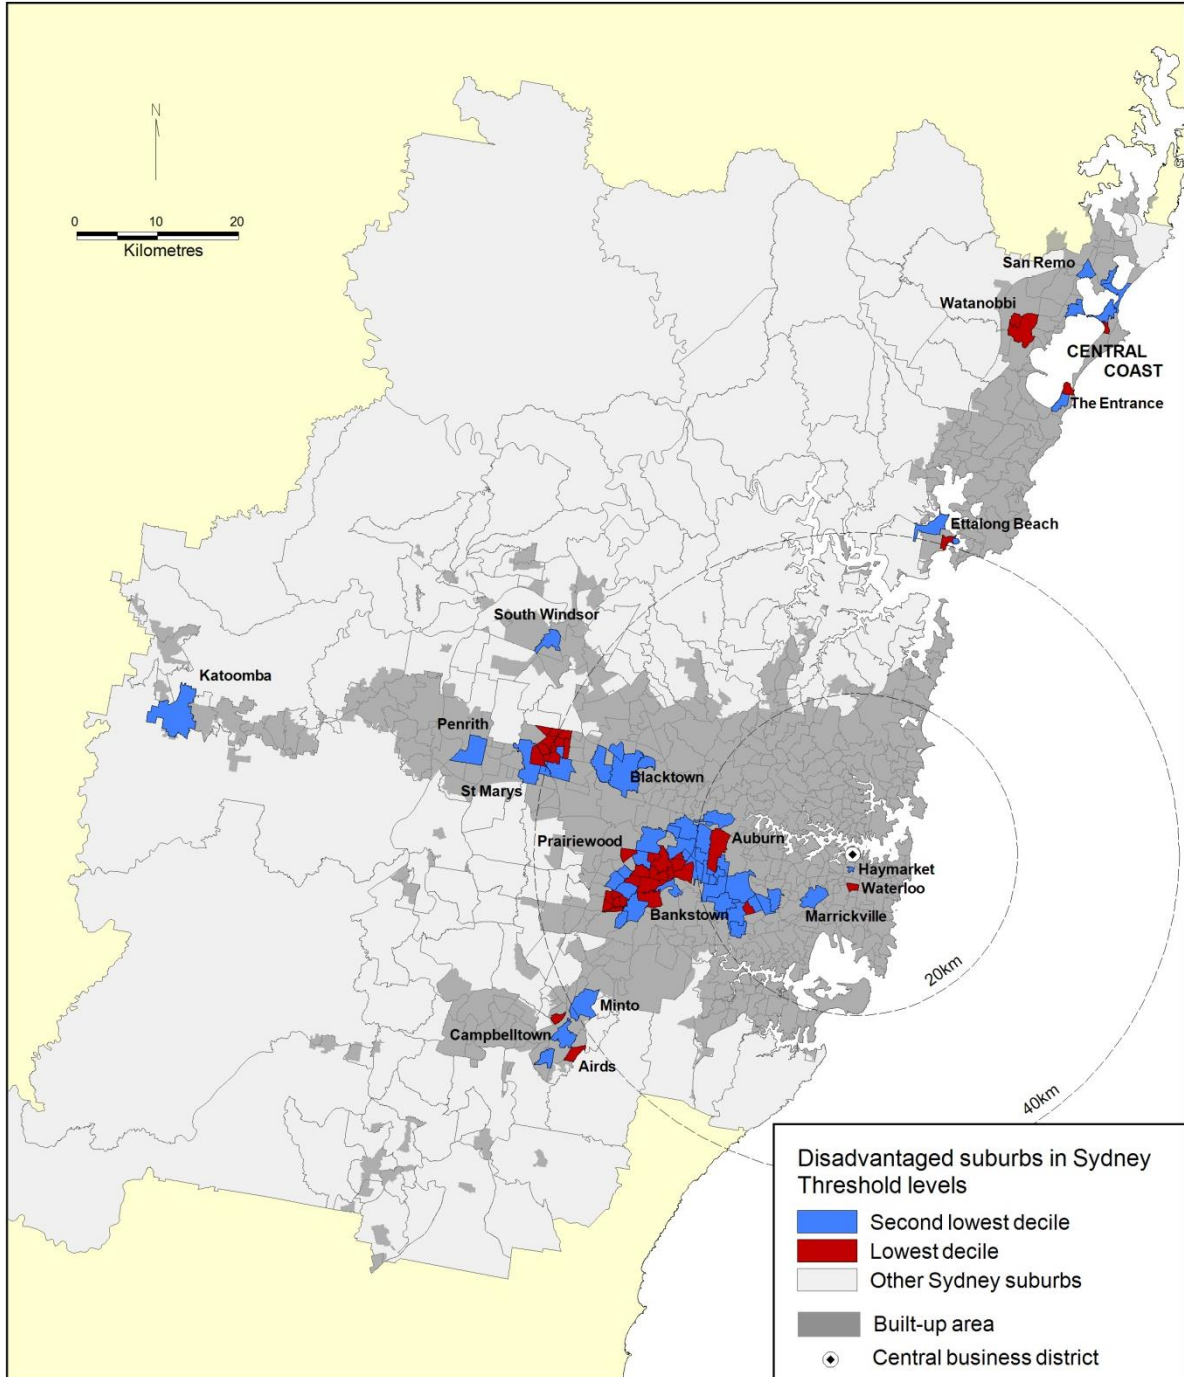 N
0 10 20
Kilometres
San Remo
Watanobbi
CENTRAL
COAST
The Entrance
Ettalong Beach
South Windsor
Katoomba
Penrith
St Marys
Blacktown
Prairiewood
Auburn
Haymarket
Waterloo
Bankstown
Marrickville
20km
Minto
Campbelltown
Airds
40km
Disadvantaged suburbs in Sydney
Threshold levels
Second lowest decile
Lowest decile
Other Sydney suburbs
Built-up area
Central business district